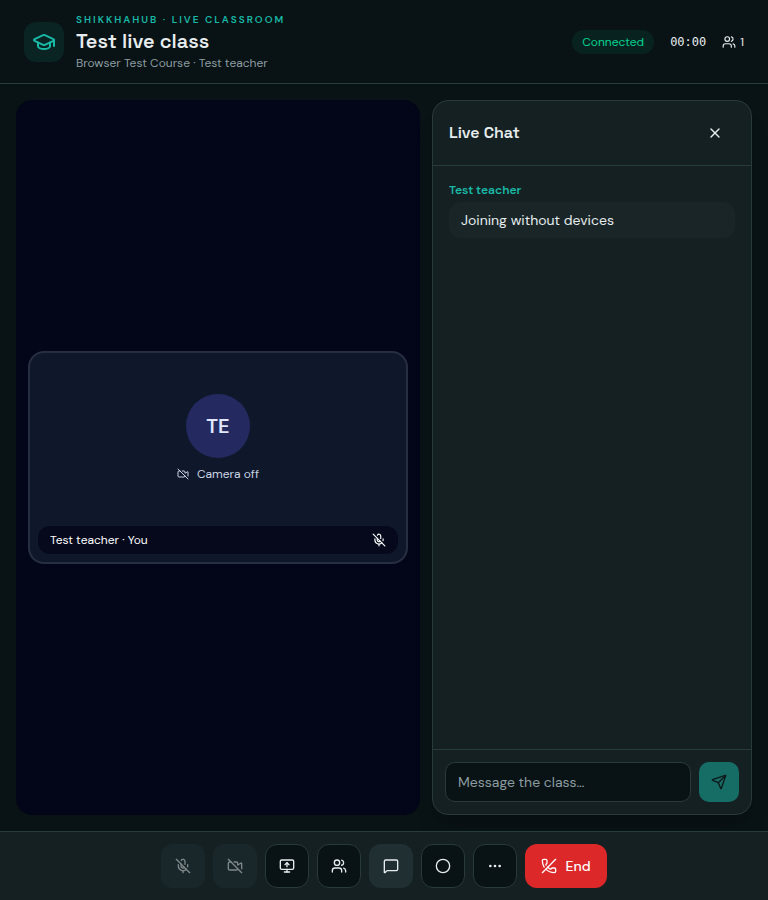 SHIKKHAHUB · LIVE CLASSROOM
Test live class
Browser Test Course · Test teacher
Connected
00:00
1
Live Chat
Test teacher
Joining without devices
TE
Camera off
Test teacher · You
Message the class…
End